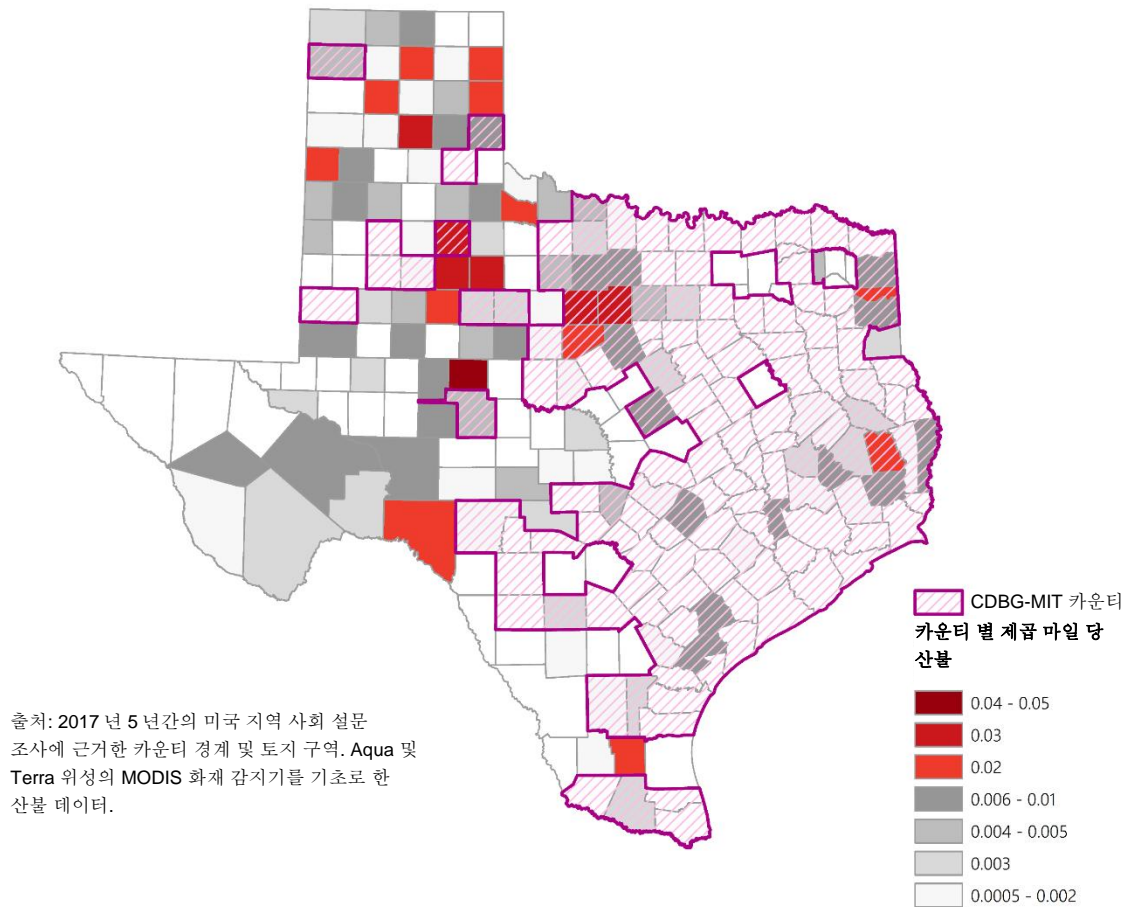 CDBG-MIT 카운티
카운티 별 제곱 마일 당
산불
0.04 - 0.05
0.03
0.02
0.006 - 0.01
0.004 - 0.005
0.003
0.0005 - 0.002
출처: 2017 년 5 년간의 미국 지역 사회 설문
조사에 근거한 카운티 경계 및 토지 구역. Aqua 및
Terra 위성의 MODIS 화재 감지기를 기초로 한
산불 데이터.